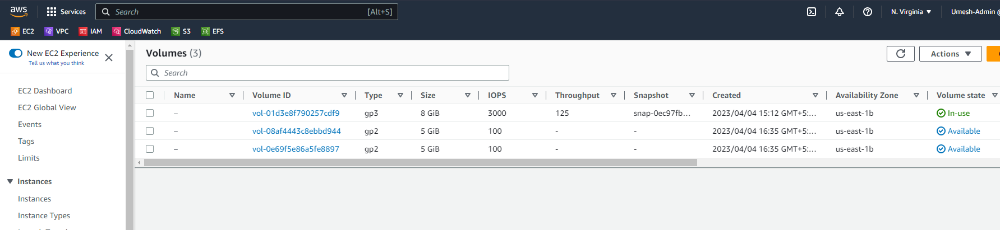 aws Services Search [Alt+S] N. Virginia Umesh-Admin @
EC2 VPC IAM CloudWatch S3 EFS
New EC2 Experience
Tell us what you think
EC2 Dashboard
EC2 Global View
Events
Tags
Limits
Instances
Instances
Instance Types
Volumes (3) Actions
Search
Name Volume ID Type Size IOPS Throughput Snapshot Created Availability Zone Volume state
– vol-01d3e8f790257cdf9 gp3 8 GiB 3000 125 snap-0ec97fb... 2023/04/04 15:12 GMT+5:... us-east-1b In-use
– vol-08af4443c8ebbd944 gp2 5 GiB 100 - - 2023/04/04 16:35 GMT+5:... us-east-1b Available
– vol-0e69f5e86a5fe8897 gp2 5 GiB 100 - - 2023/04/04 16:35 GMT+5:... us-east-1b Available